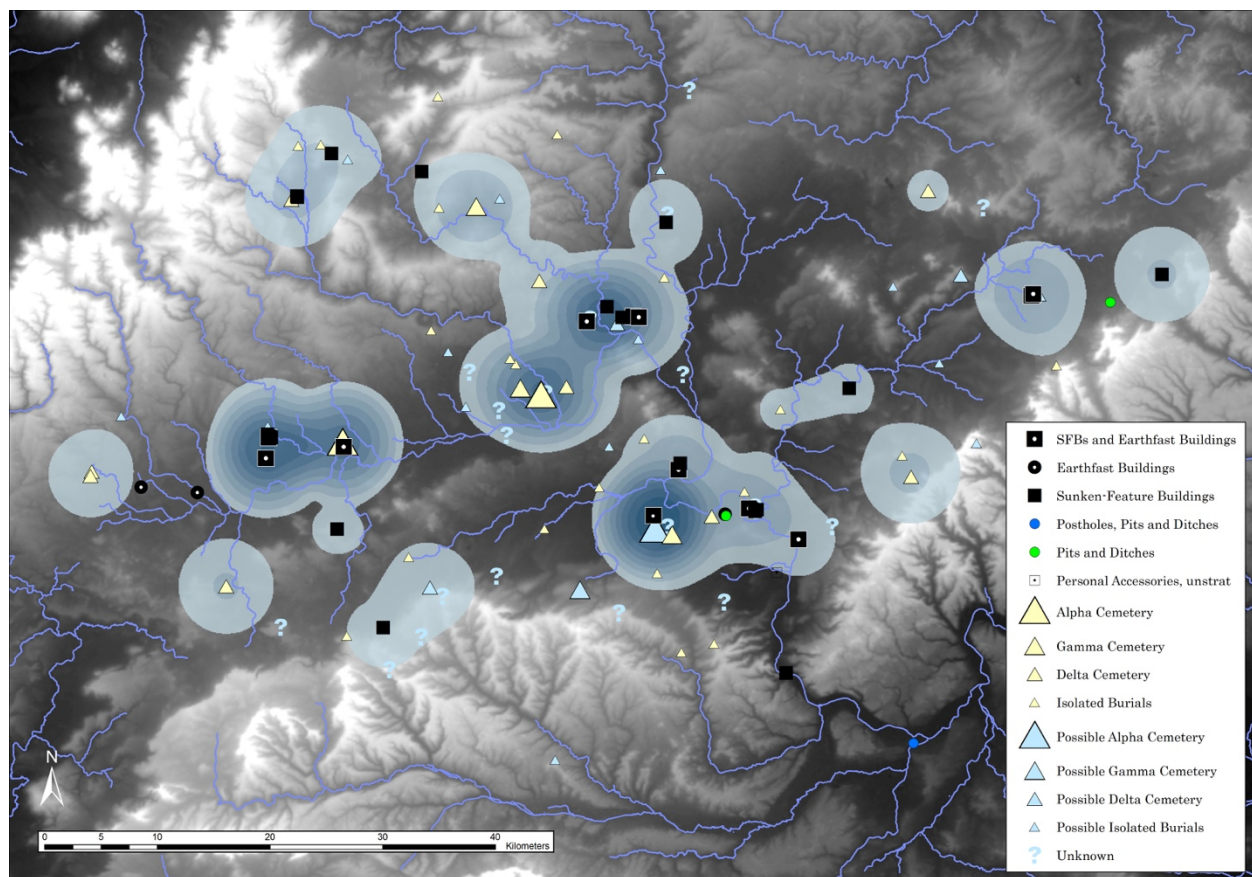 SFBs and Earthfast Buildings
Earthfast Buildings
Sunken-Feature Buildings
Postholes, Pits and Ditches
Pits and Ditches
Personal Accessories, unstrat
Alpha Cemetery
Gamma Cemetery
Delta Cemetery
Isolated Burials
Possible Alpha Cemetery
Possible Gamma Cemetery
Possible Delta Cemetery
Possible Isolated Burials
? Unknown
N
0 5 10 20 30 40
Kilometers